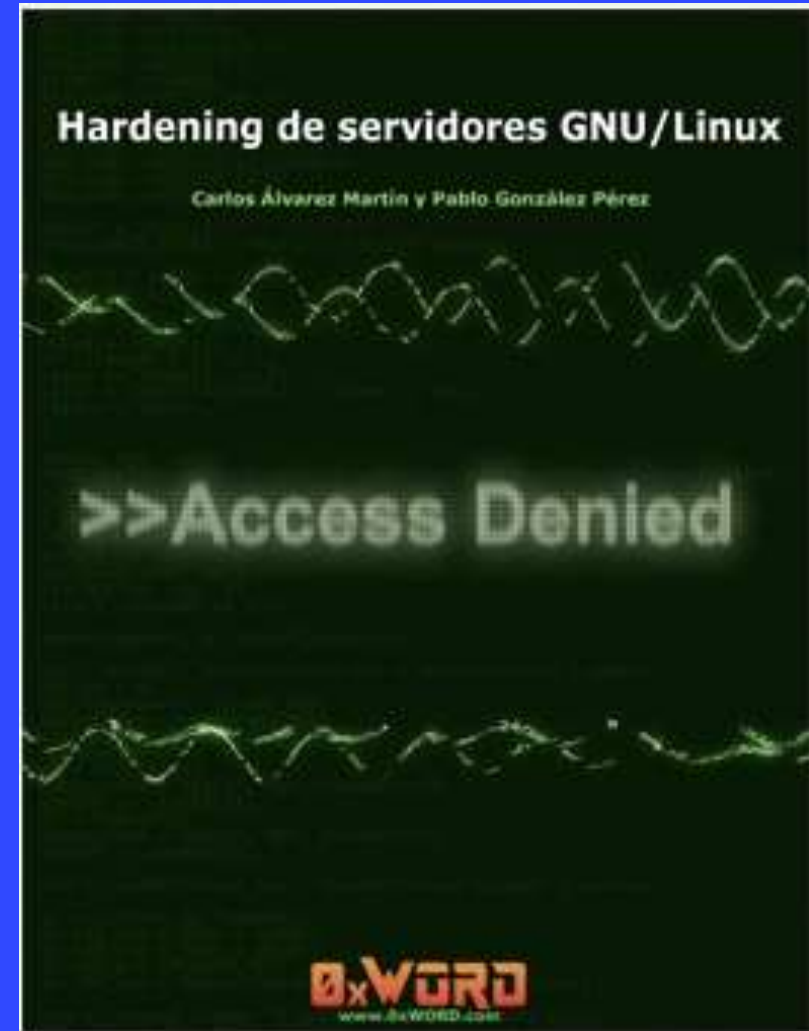 Hardening de servidores GNU/Linux
Carlos Álvarez Martín y Pablo González Pérez
>>Access Denied
0xWORD
www.0xWORD.com